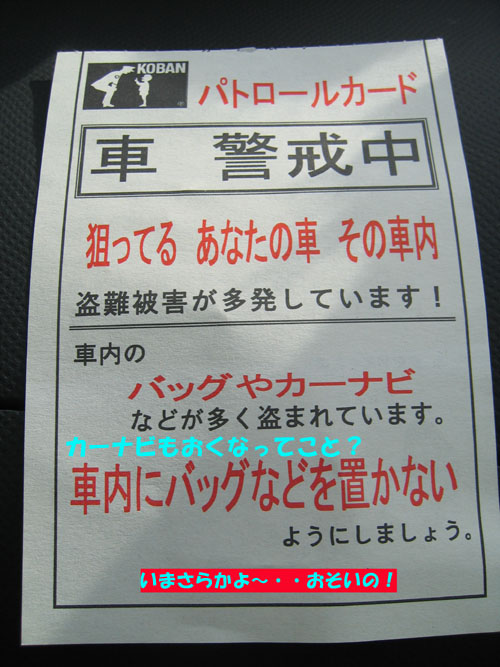 KOBAN
パトロールカード
車 警戒中
狙ってる あなたの車 その車内
盗難被害が多発しています!
車内の
バッグやカーナビ
などが多く盗まれています。
カーナビもおくなってこと?
車内にバッグなどを置かない
ようにしましょう。
いまさらかよ~・・おそいの!